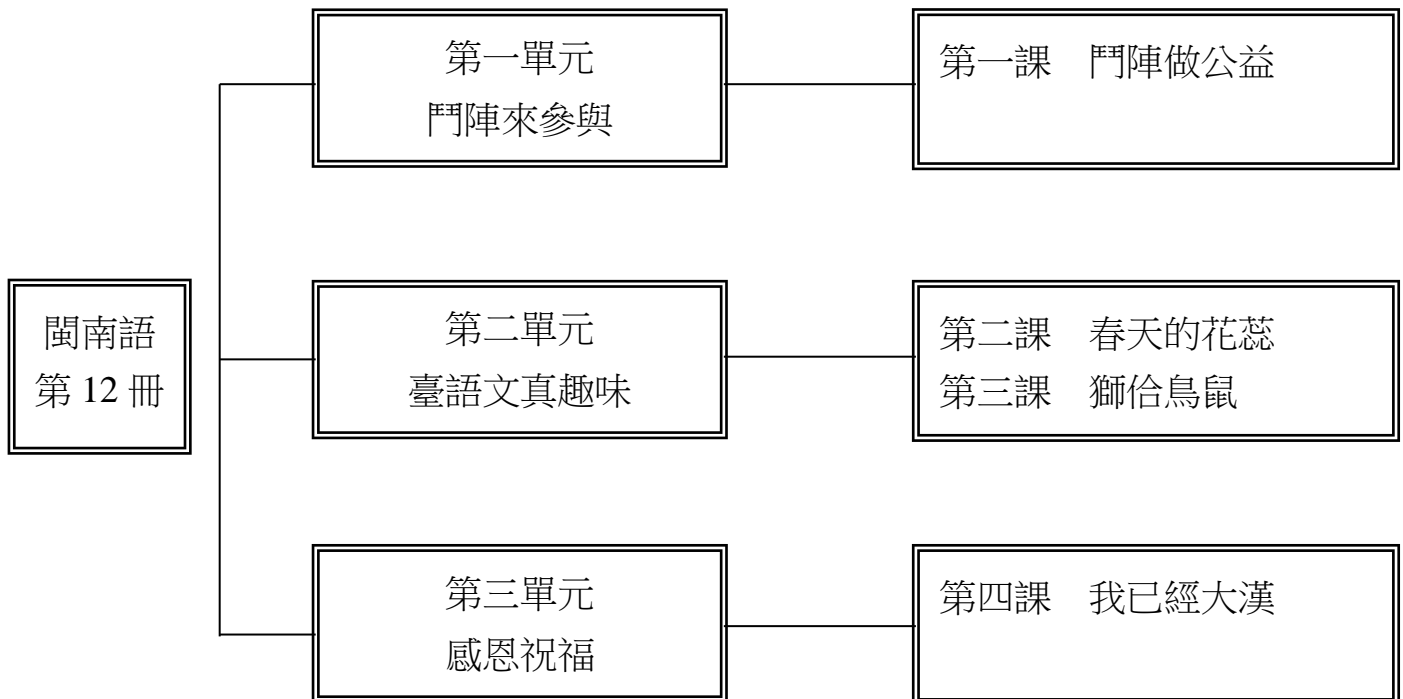 閩南語
第 12 冊
第一單元
鬥陣來參與
第一課 鬥陣做公益
第二單元
臺語文真趣味
第二課 春天的花蕊
第三課 獅佮鳥鼠
第三單元
感恩祝福
第四課 我已經大漢